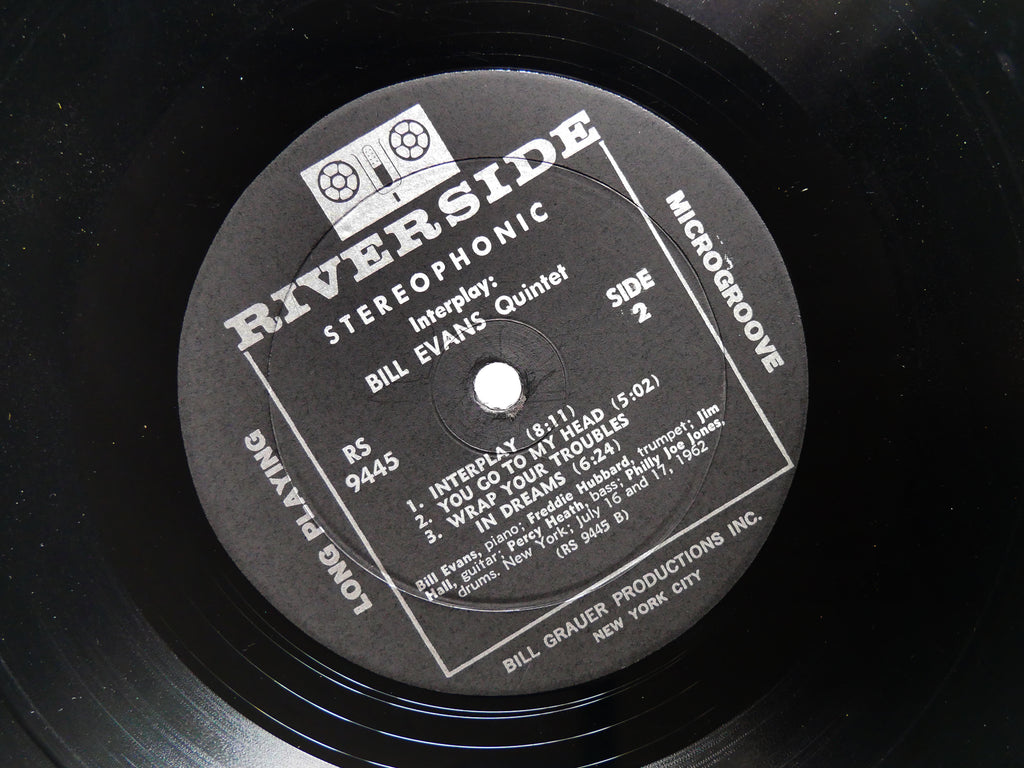 RIVERSIDE
STEREOPHONIC
Interplay:
BILL EVANS Quintet
SIDE
2
RS
9445
1. INTERPLAY (8:11)
2. YOU GO TO MY HEAD (5:02)
3. WRAP YOUR TROUBLES
IN DREAMS (6:24)
Bill Evans, piano; Freddie Hubbard, trumpet; Jim
Hall, guitar; Percy Heath, bass; Philly Joe Jones,
drums. New York; July 16 and 17, 1962
(RS 9445 B)
LONG PLAYING
MICROGROOVE
BILL GRAUER PRODUCTIONS INC.
NEW YORK CITY